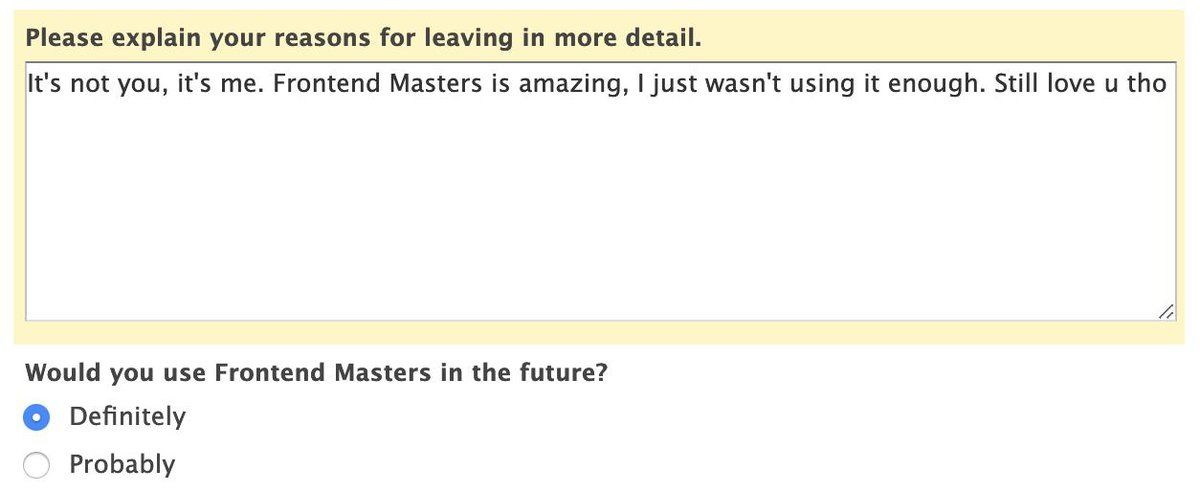 Please explain your reasons for leaving in more detail.
It's not you, it's me. Frontend Masters is amazing, I just wasn't using it enough. Still love u tho
Would you use Frontend Masters in the future?
Definitely
Probably